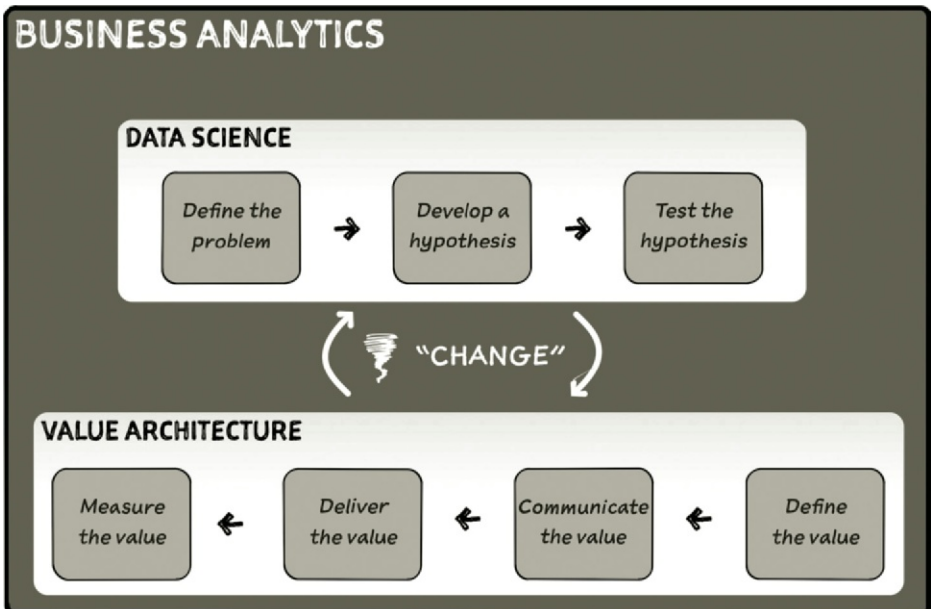 BUSINESS ANALYTICS
DATA SCIENCE
Define the
problem
Develop a
hypothesis
Test the
hypothesis
"CHANGE"
VALUE ARCHITECTURE
Measure
the value
Deliver
the value
Communicate
the value
Define
the value